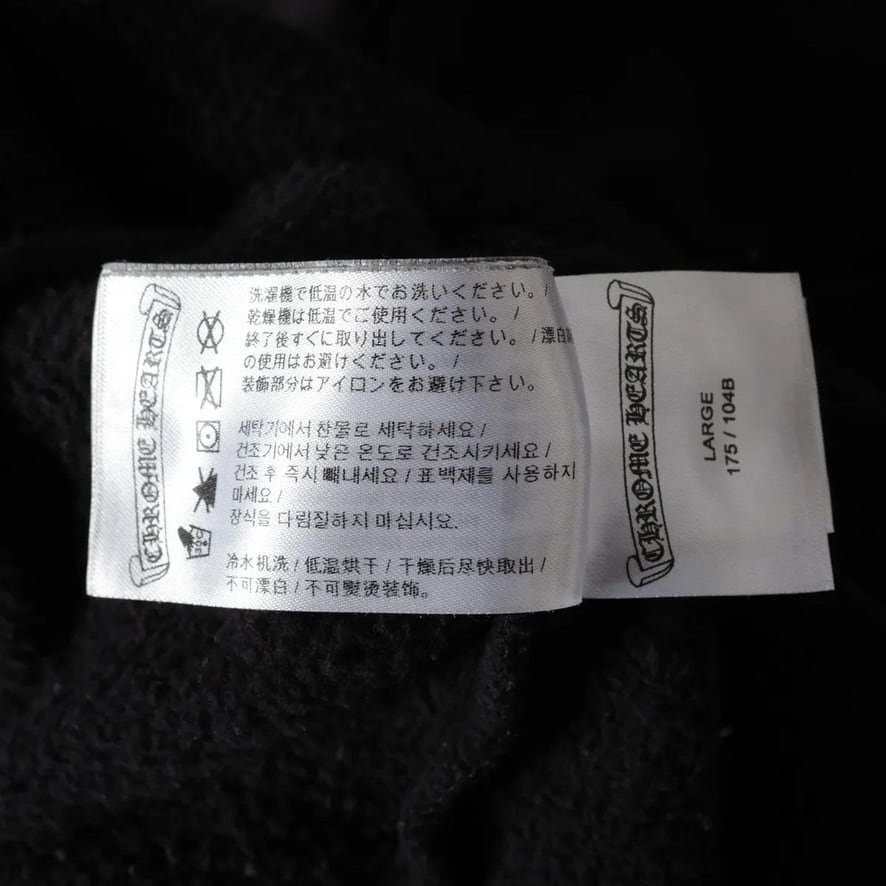 CHROME HEARTS
洗濯機で低温の水でお洗いください。/
乾燥機は低温でご使用ください。 /
終了後すぐに取り出してください。 / 漂白
の使用はお避けください。 /
装飾部分はアイロンをお避け下さい。
세탁기에서 찬물로 세탁하세요 /
건조기에서 낮은 온도로 건조시키세요 /
건조 후 즉시 빼내세요 / 표백제를 사용하지
마세요 /
장식을 다림질하지 마십시오.
冷水机洗 / 低温烘干 / 干燥后尽快取出 /
不可漂白 / 不可熨烫装饰。
30C
CHROME HEARTS
LARGE
175 / 104B